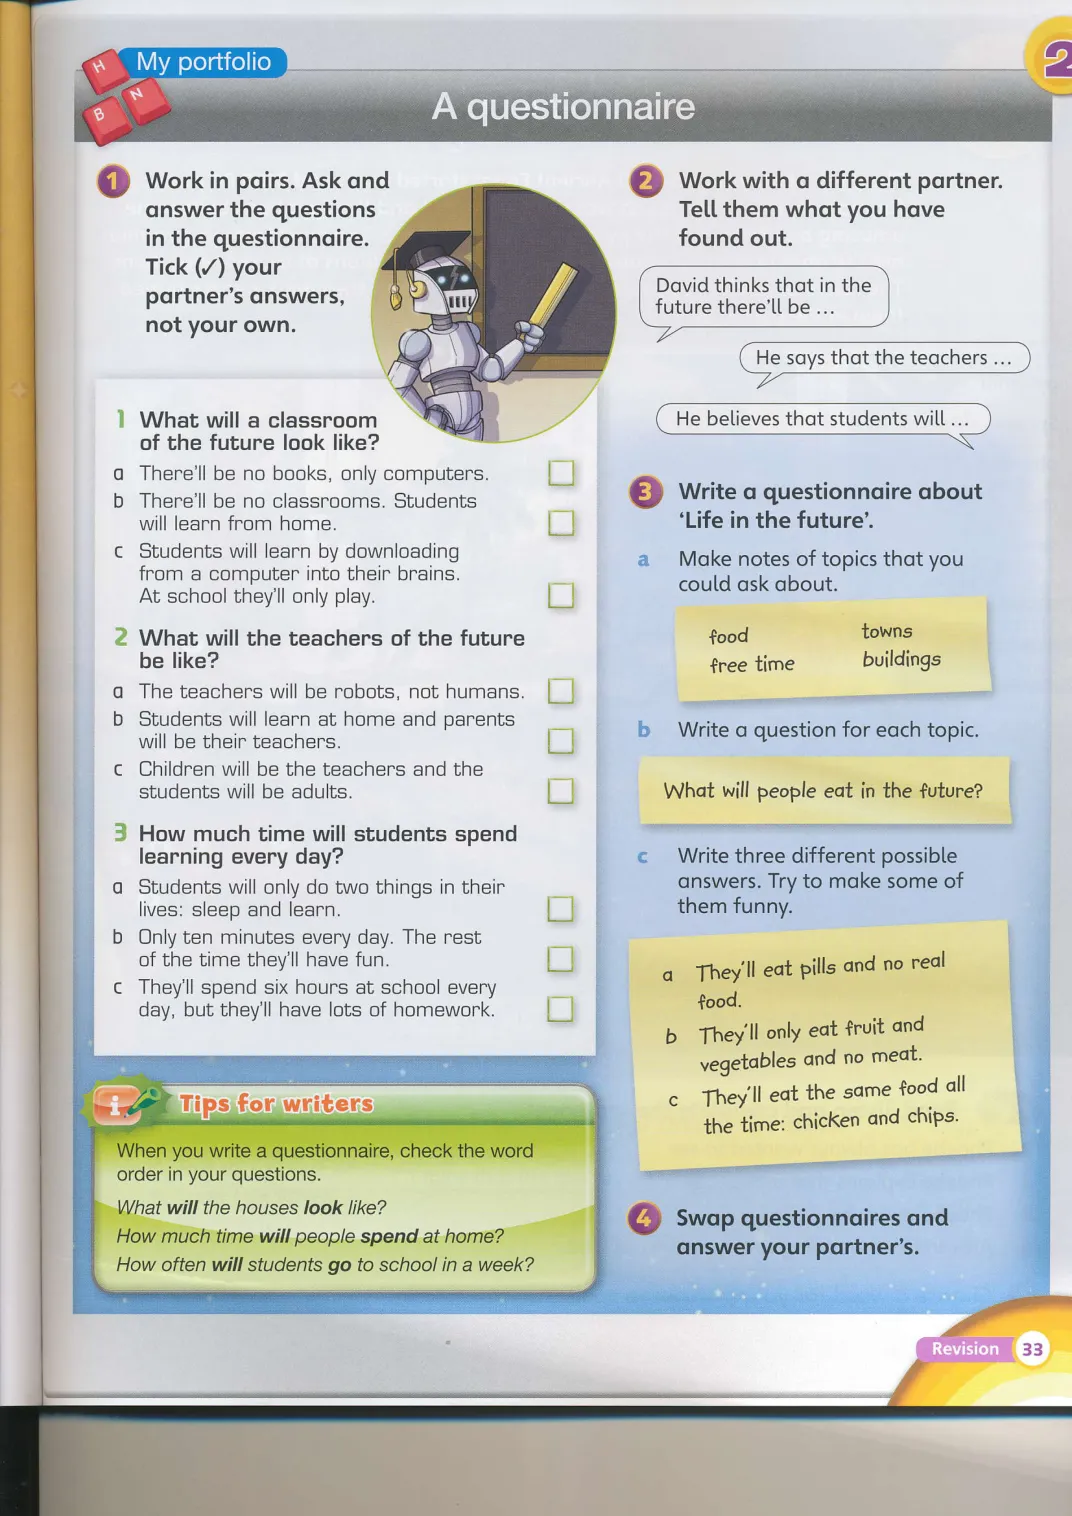 H
N
B
My portfolio
2
A questionnaire
1 Work in pairs. Ask and
answer the questions
in the questionnaire.
Tick (✓) your
partner's answers,
not your own.
1 What will a classroom
of the future look like?
a There'll be no books, only computers.
b There'll be no classrooms. Students
will learn from home.
c Students will learn by downloading
from a computer into their brains.
At school they'll only play.
2 What will the teachers of the future
be like?
a The teachers will be robots, not humans.
b Students will learn at home and parents
will be their teachers.
c Children will be the teachers and the
students will be adults.
3 How much time will students spend
learning every day?
a Students will only do two things in their
lives: sleep and learn.
b Only ten minutes every day. The rest
of the time they'll have fun.
c They'll spend six hours at school every
day, but they'll have lots of homework.
i Tips for writers
When you write a questionnaire, check the word
order in your questions.
What will the houses look like?
How much time will people spend at home?
How often will students go to school in a week?
2 Work with a different partner.
Tell them what you have
found out.
David thinks that in the
future there'll be ...
He says that the teachers ...
He believes that students will ...
3 Write a questionnaire about
'Life in the future'.
a Make notes of topics that you
could ask about.
food towns
free time buildings
b Write a question for each topic.
What will people eat in the future?
c Write three different possible
answers. Try to make some of
them funny.
a They'll eat pills and no real
food.
b They'll only eat fruit and
vegetables and no meat.
c They'll eat the same food all
the time: chicken and chips.
4 Swap questionnaires and
answer your partner's.
Revision 33